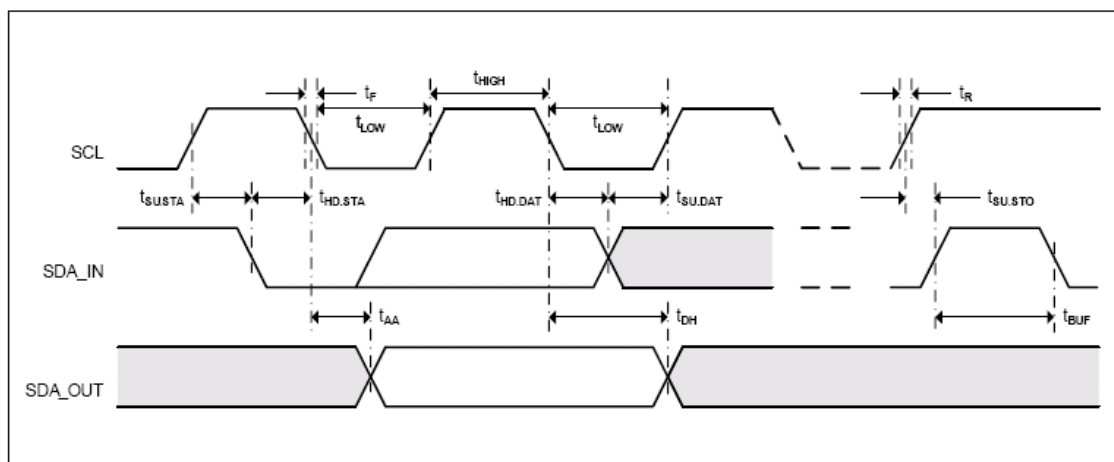 tHIGH
tF
tR
tLOW
tLOW
SCL
tSU.STA
tHD.STA
tHD.DAT
tSU.DAT
tSU.STO
SDA_IN
tAA
tDH
tBUF
SDA_OUT